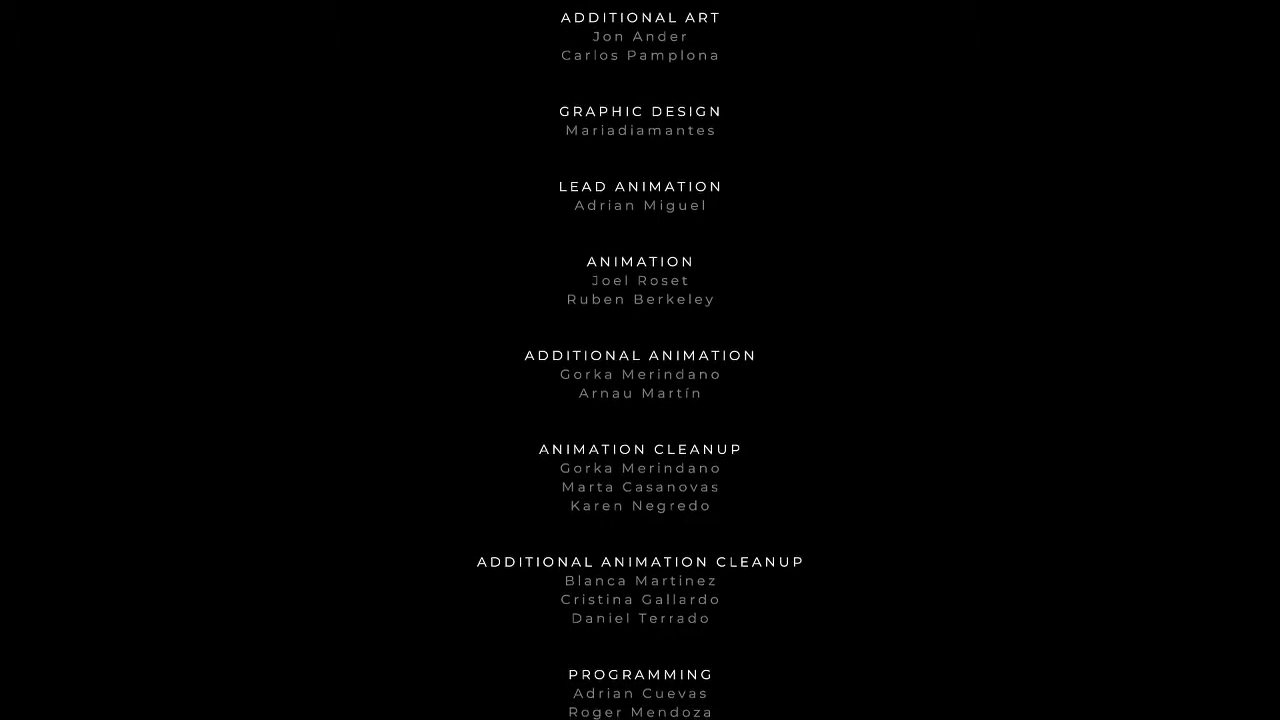 ADDITIONAL ART
Jon Ander
Carlos Pamplona
GRAPHIC DESIGN
Mariadiamantes
LEAD ANIMATION
Adrian Miguel
ANIMATION
Joel Roset
Ruben Berkeley
ADDITIONAL ANIMATION
Gorka Merindano
Arnau Martín
ANIMATION CLEANUP
Gorka Merindano
Marta Casanovas
Karen Negredo
ADDITIONAL ANIMATION CLEANUP
Blanca Martinez
Cristina Gallardo
Daniel Terrado
PROGRAMMING
Adrian Cuevas
Roger Mendoza